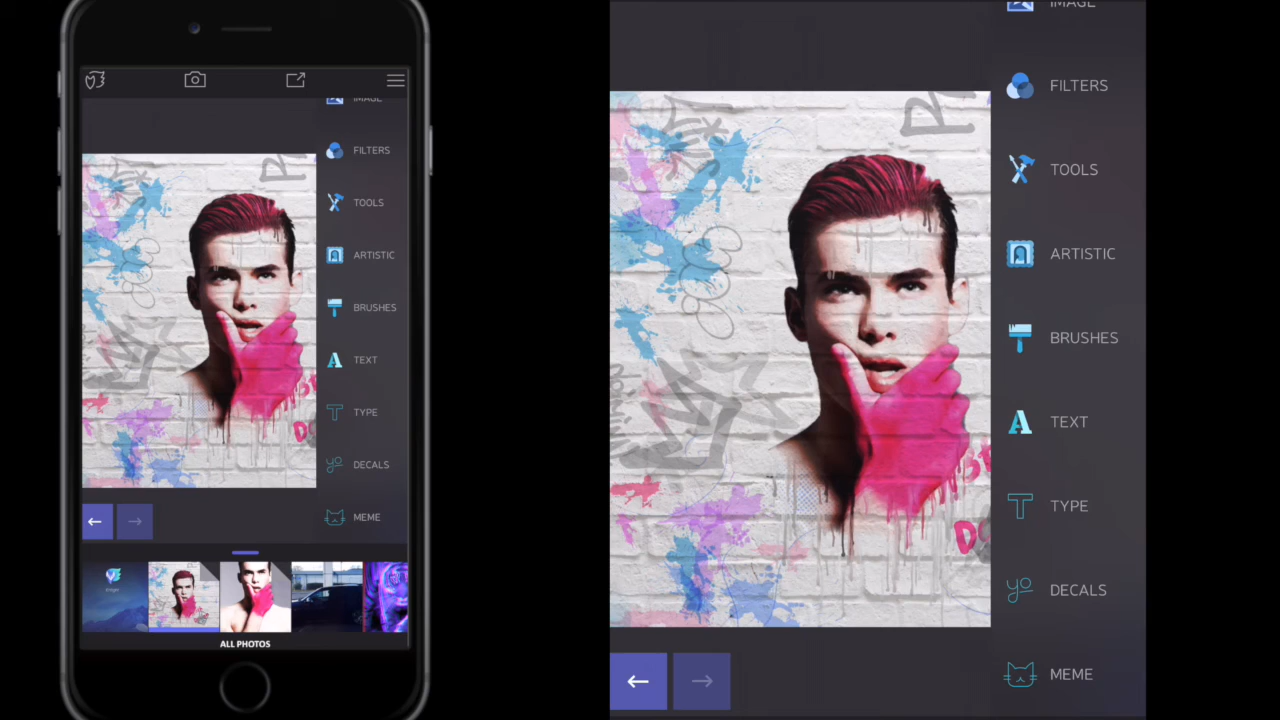 IMAGE
FILTERS
TOOLS
ARTISTIC
BRUSHES
TEXT
TYPE
DECALS
MEME
ALL PHOTOS
IMAGE
FILTERS
TOOLS
ARTISTIC
BRUSHES
TEXT
TYPE
DECALS
MEME